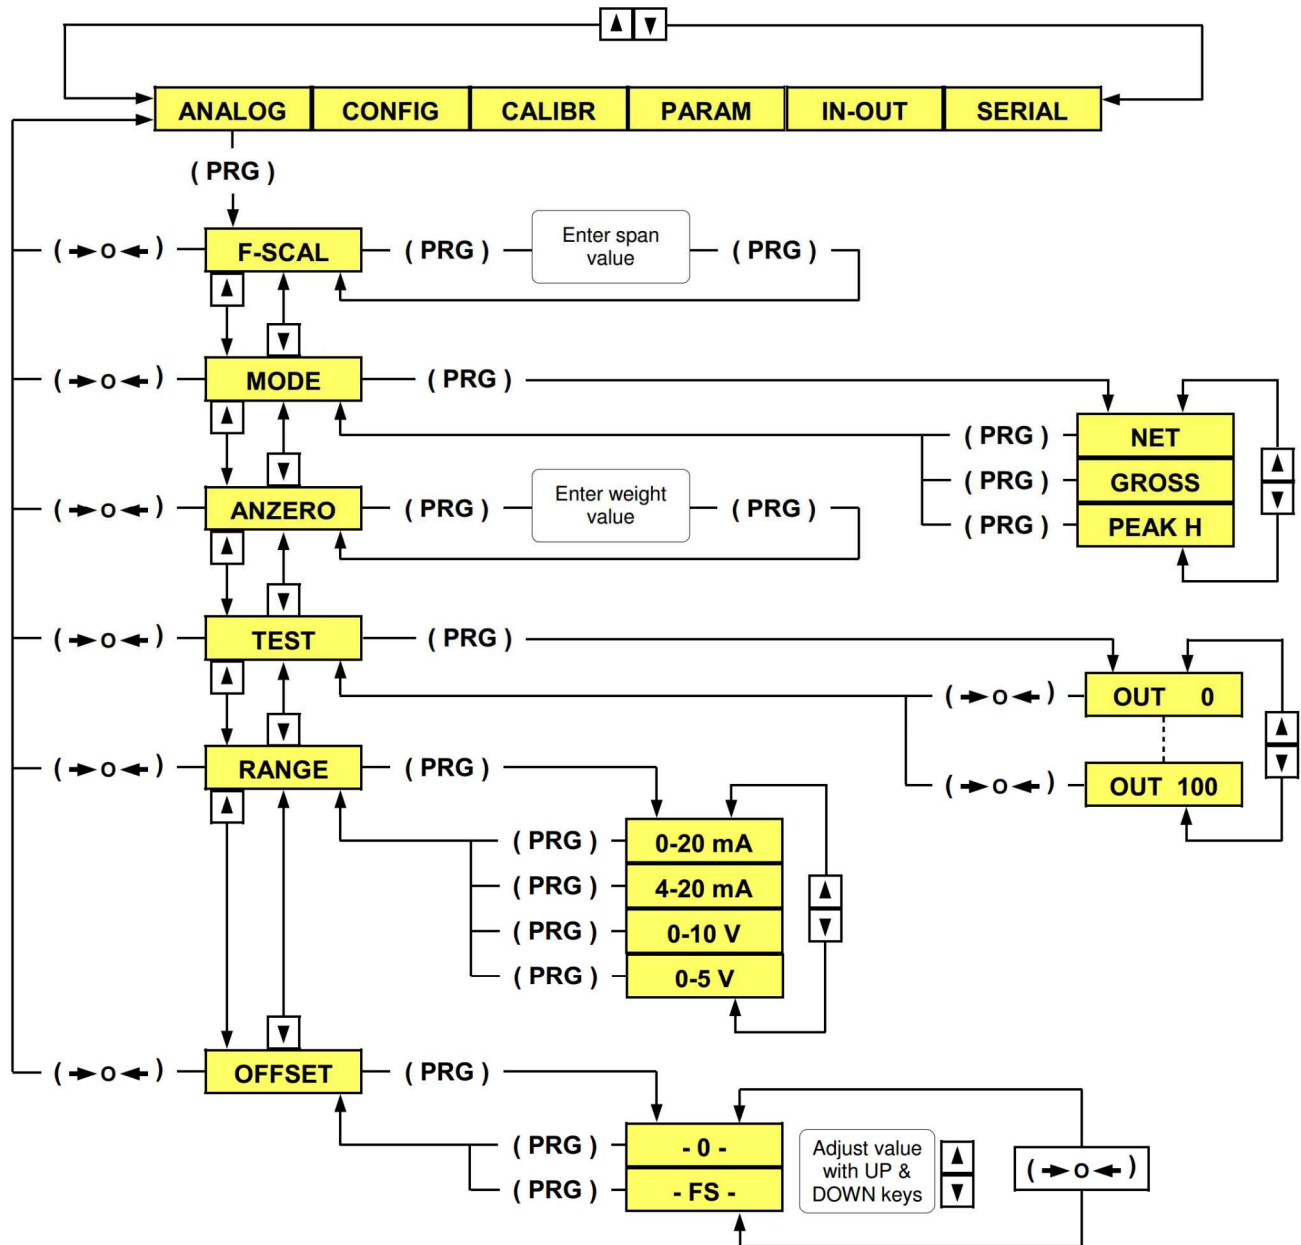 ANALOG CONFIG CALIBR PARAM IN-OUT SERIAL
( PRG )
( → o ← ) F-SCAL ( PRG ) Enter span ( PRG )
value
( → o ← ) MODE ( PRG )
( PRG ) NET
( PRG ) GROSS
( → o ← ) ANZERO ( PRG ) Enter weight ( PRG )
value
( PRG ) PEAK H
( → o ← ) TEST ( PRG )
( → o ← ) OUT 0
( → o ← ) RANGE ( PRG )
( → o ← ) OUT 100
( PRG ) 0-20 mA
( PRG ) 4-20 mA
( PRG ) 0-10 V
( PRG ) 0-5 V
( → o ← ) OFFSET ( PRG )
( PRG ) - 0 -
( PRG ) - FS -
Adjust value
with UP &
DOWN keys
( → o ← )